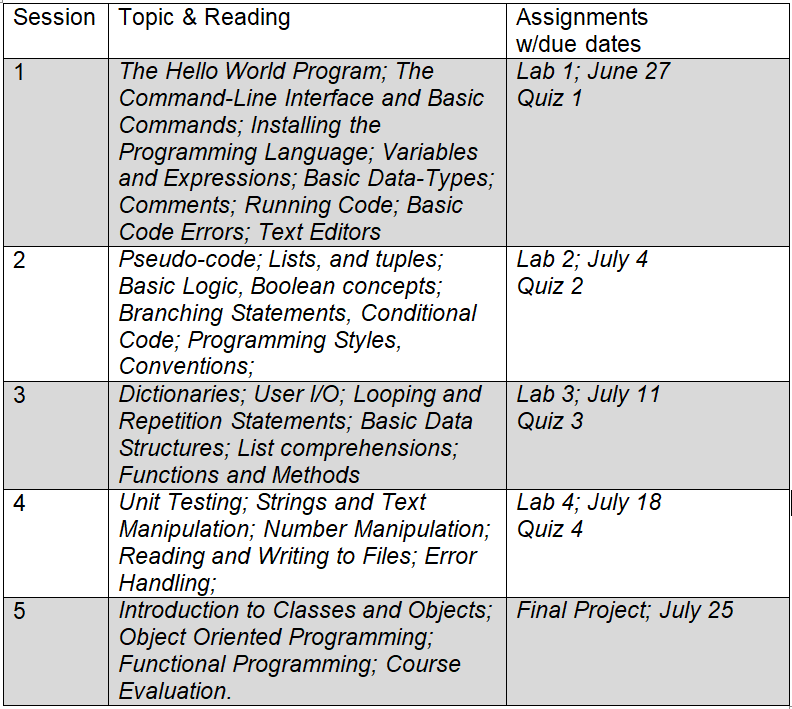 Session Topic & Reading Assignments
w/due dates
1 The Hello World Program; The Lab 1; June 27
Command-Line Interface and Basic Quiz 1
Commands; Installing the
Programming Language; Variables
and Expressions; Basic Data-Types;
Comments; Running Code; Basic
Code Errors; Text Editors
2 Pseudo-code; Lists, and tuples; Lab 2; July 4
Basic Logic, Boolean concepts; Quiz 2
Branching Statements, Conditional
Code; Programming Styles,
Conventions;
3 Dictionaries; User I/O; Looping and Lab 3; July 11
Repetition Statements; Basic Data Quiz 3
Structures; List comprehensions;
Functions and Methods
4 Unit Testing; Strings and Text Lab 4; July 18
Manipulation; Number Manipulation; Quiz 4
Reading and Writing to Files; Error
Handling;
5 Introduction to Classes and Objects; Final Project; July 25
Object Oriented Programming;
Functional Programming; Course
Evaluation.